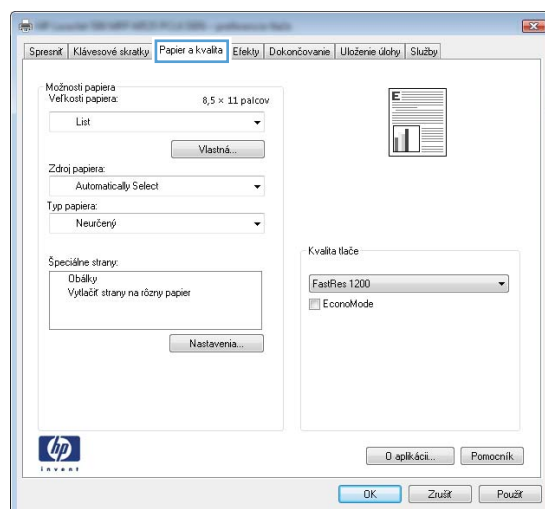 Spresniť Klávesové skratky Papier a kvalita Efekty Dokončovanie Uloženie úlohy Služby
Možnosti papiera
Veľkosti papiera: 8,5 × 11 palcov
List
Vlastná...
Zdroj papiera:
Automatically Select
Typ papiera:
Neurčený
Špeciálne strany:
Obálky
Vytlačiť strany na rôzny papier
Nastavenia...
E
Kvalita tlače
FastRes 1200
EconoMode
hp
invent
O aplikácii... Pomocník
OK Zrušiť Použiť